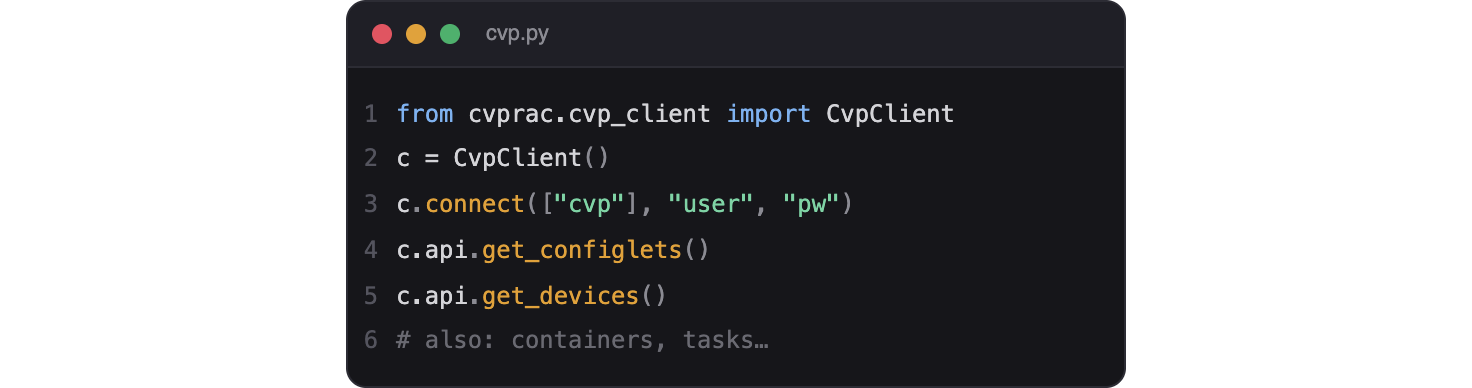 cvp.py
1 from cvprac.cvp_client import CvpClient
2 c = CvpClient()
3 c.connect(["cvp"], "user", "pw")
4 c.api.get_configlets()
5 c.api.get_devices()
6 # also: containers, tasks…